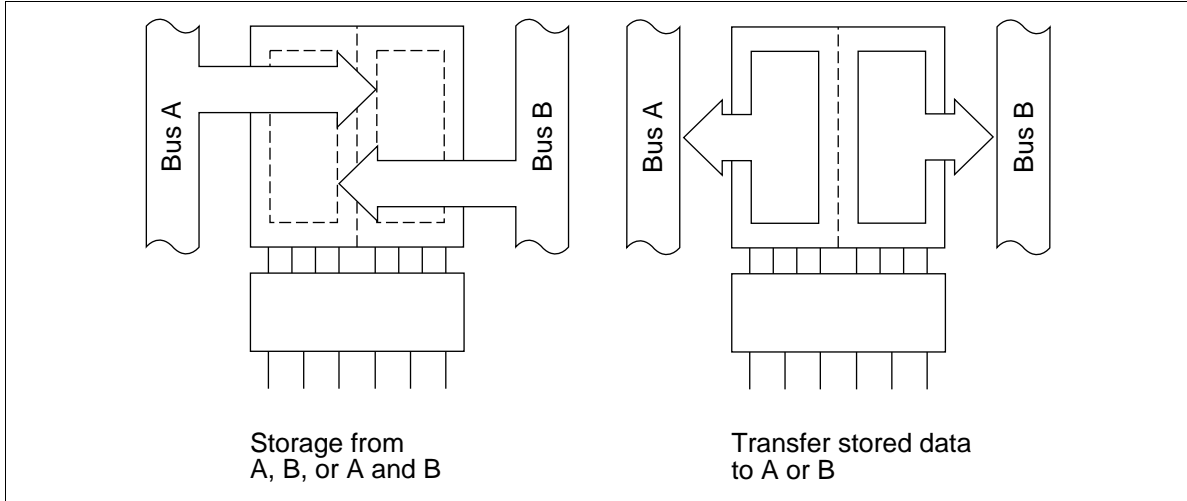 Bus A
Bus B
Bus A
Bus B
Storage from
A, B, or A and B
Transfer stored data
to A or B